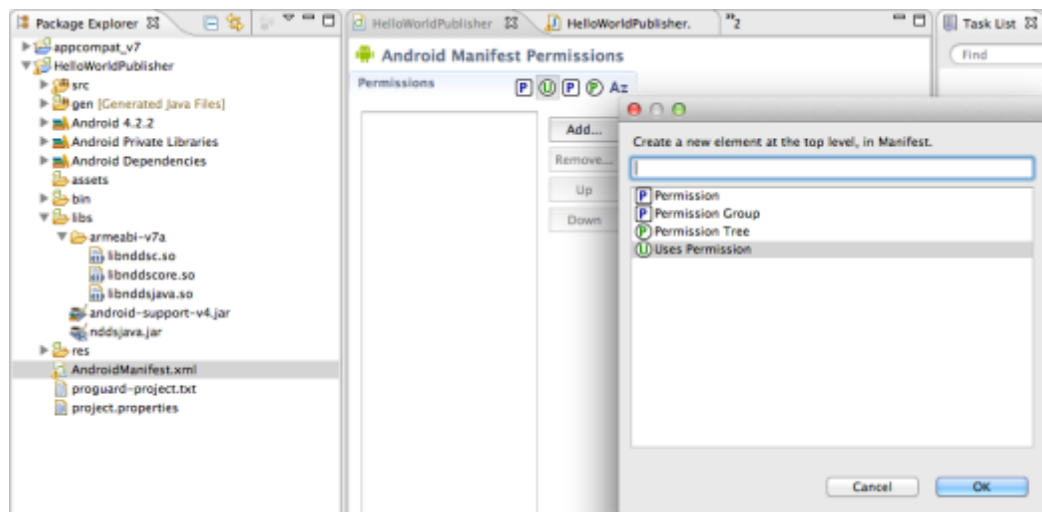 Package Explorer
appcompat_v7
HelloWorldPublisher
src
gen [Generated Java Files]
Android 4.2.2
Android Private Libraries
Android Dependencies
assets
bin
libs
armeabi-v7a
libnddsc.so
libnddscore.so
libnddsjava.so
android-support-v4.jar
nddsjava.jar
res
AndroidManifest.xml
proguard-project.txt
project.properties
HelloWorldPublisher
HelloWorldPublisher.
»2
Android Manifest Permissions
Permissions
P U P P Az
Add...
Remove...
Up
Down
Task List
Find
Create a new element at the top level, in Manifest.
P Permission
P Permission Group
P Permission Tree
U Uses Permission
Cancel
OK